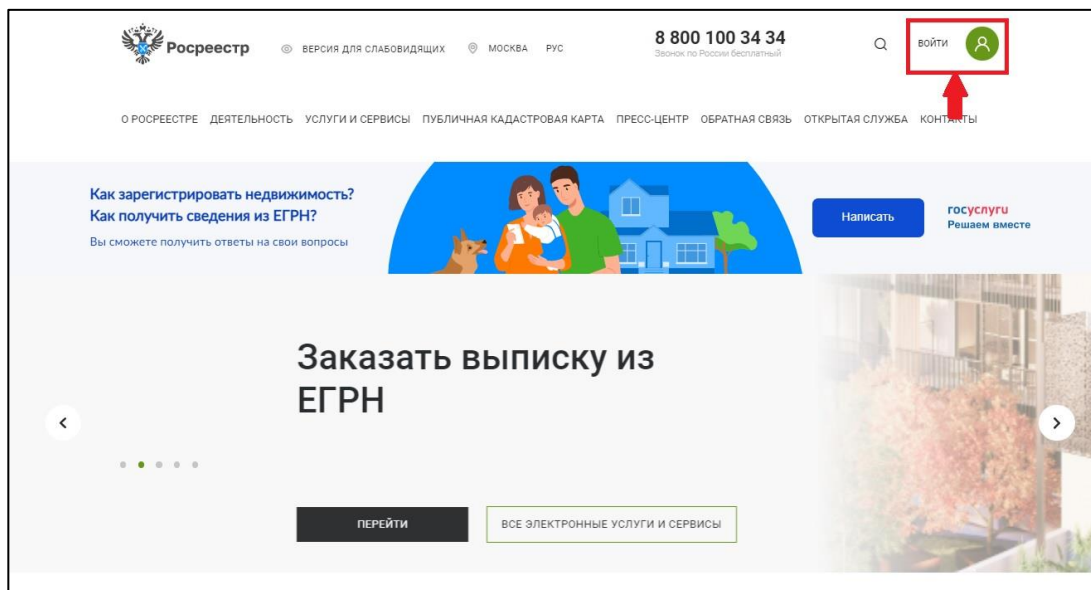 Росреестр
ВЕРСИЯ ДЛЯ СЛАБОВИДЯЩИХ
МОСКВА
РУС
8 800 100 34 34
Звонок по России бесплатный
ВОЙТИ
О РОСРЕЕСТРЕ ДЕЯТЕЛЬНОСТЬ УСЛУГИ И СЕРВИСЫ ПУБЛИЧНАЯ КАДАСТРОВАЯ КАРТА ПРЕСС-ЦЕНТР ОБРАТНАЯ СВЯЗЬ ОТКРЫТАЯ СЛУЖБА КОНТАКТЫ
Как зарегистрировать недвижимость?
Как получить сведения из ЕГРН?
Вы сможете получить ответы на свои вопросы
Написать
госуслуги
Решаем вместе
Заказать выписку из
ЕГРН
ПЕРЕЙТИ
ВСЕ ЭЛЕКТРОННЫЕ УСЛУГИ И СЕРВИСЫ